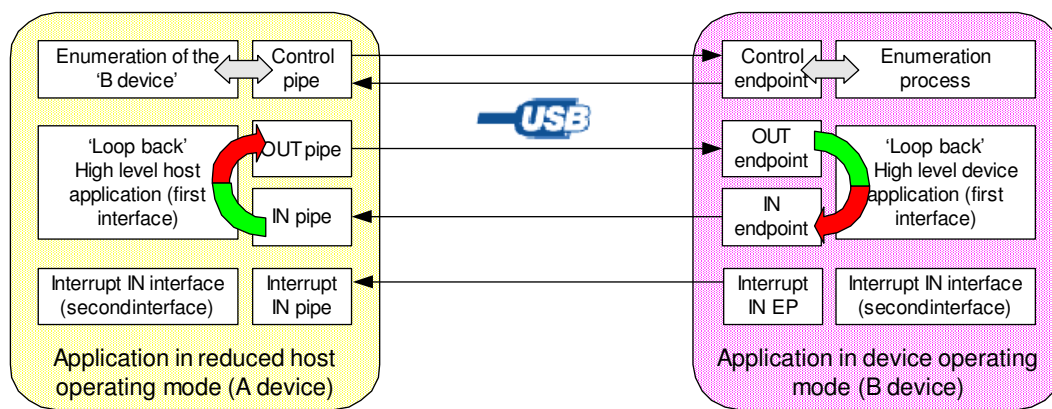 Enumeration of the
‘B device’
Control
pipe
Control
endpoint
Enumeration
process
USB
‘Loop back’
High level host
application (first
interface)
OUT pipe
IN pipe
OUT
endpoint
IN
endpoint
‘Loop back’
High level device
application (first
interface)
Interrupt IN interface
(secondinterface)
Interrupt
IN pipe
Interrupt
IN EP
Interrupt IN interface
(secondinterface)
Application in reduced host
operating mode (A device)
Application in device operating
mode (B device)